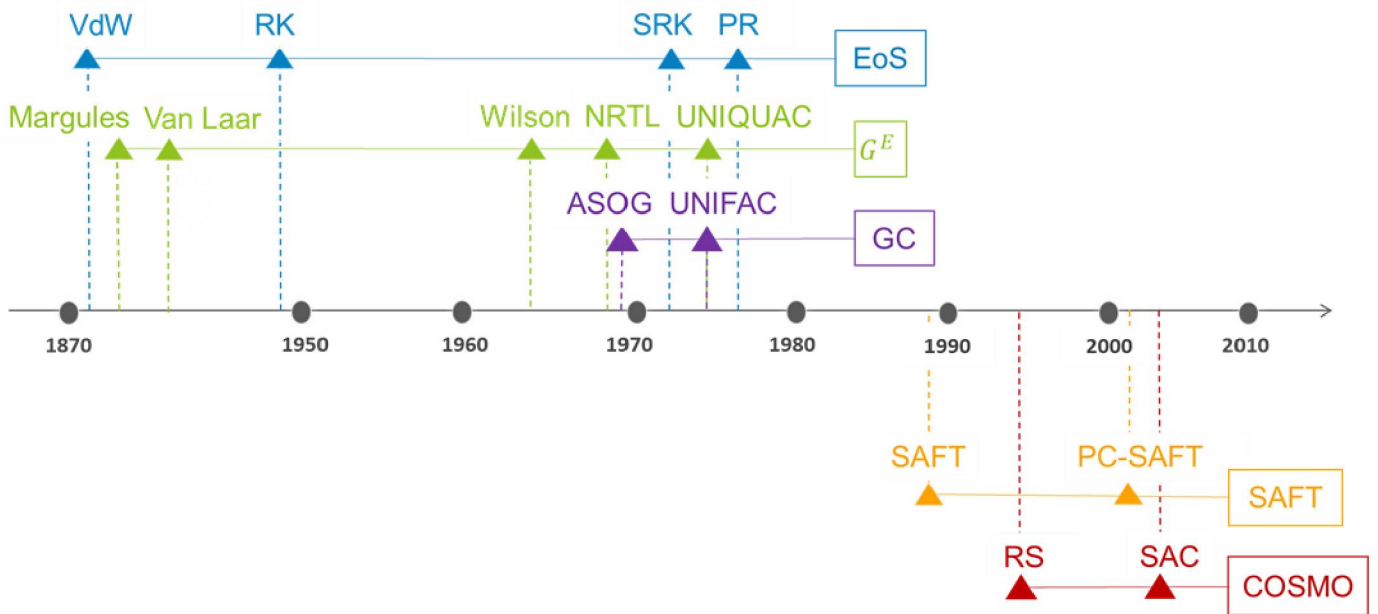 VdW RK SRK PR
EoS
Margules Van Laar Wilson NRTL UNIQUAC
G^E
ASOG UNIFAC
GC
1870 1950 1960 1970 1980 1990 2000 2010
SAFT PC-SAFT
SAFT
RS SAC
COSMO